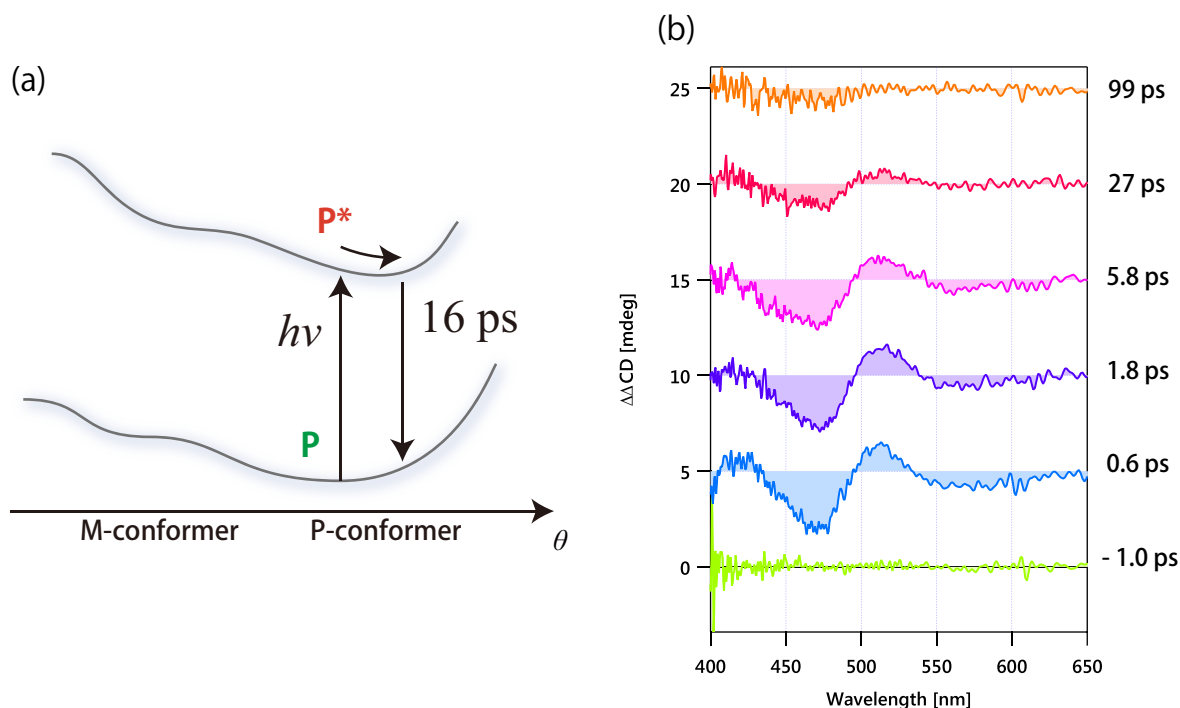 (a)
P*
hν
16 ps
P
M-conformer P-conformer
θ
(b)
ΔΔCD [mdeg]
25
20
15
10
5
0
99 ps
27 ps
5.8 ps
1.8 ps
0.6 ps
- 1.0 ps
400 450 500 550 600 650
Wavelength [nm]